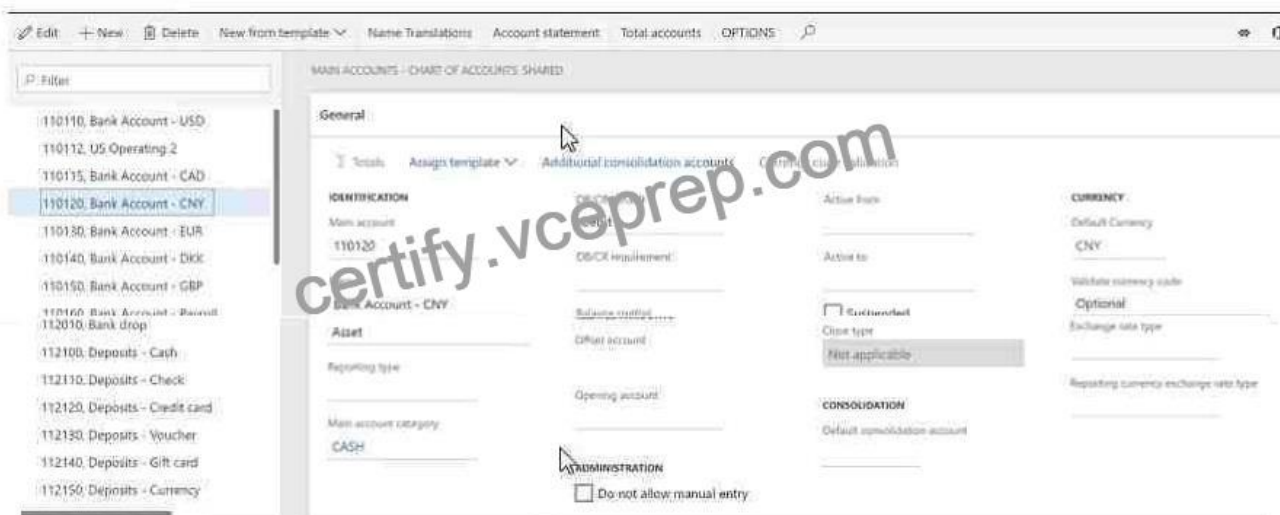 Edit New Delete New from template Name Translations Account statement Total accounts OPTIONS
Filter
110110, Bank Account - USD
110112, US Operating 2
110115, Bank Account - CAD
110120, Bank Account - CNY
110130, Bank Account - EUR
110140, Bank Account - DKK
110150, Bank Account - GBP
110160, Bank Account - Payroll
112010, Bank drop
112100, Deposits - Cash
112110, Deposits - Check
112120, Deposits - Credit card
112130, Deposits - Voucher
112140, Deposits - Gift card
112150, Deposits - Currency
MAIN ACCOUNTS - CHART OF ACCOUNTS: SHARED
General
Totals Assign template Additional consolidation accounts
IDENTIFICATION
Main account
110120
Bank Account - CNY
Asset
Reporting type
Main account category
CASH
DB/CR requirement
Balance control
Offset account
Opening account
ADMINISTRATION
Do not allow manual entry
Active from
Active to
Suspended
Close type
Not applicable
CONSOLIDATION
Default consolidation account
CURRENCY
Default Currency
CNY
Validate currency code
Optional
Exchange rate type
Reporting currency exchange rate type
certify.vceprep.com